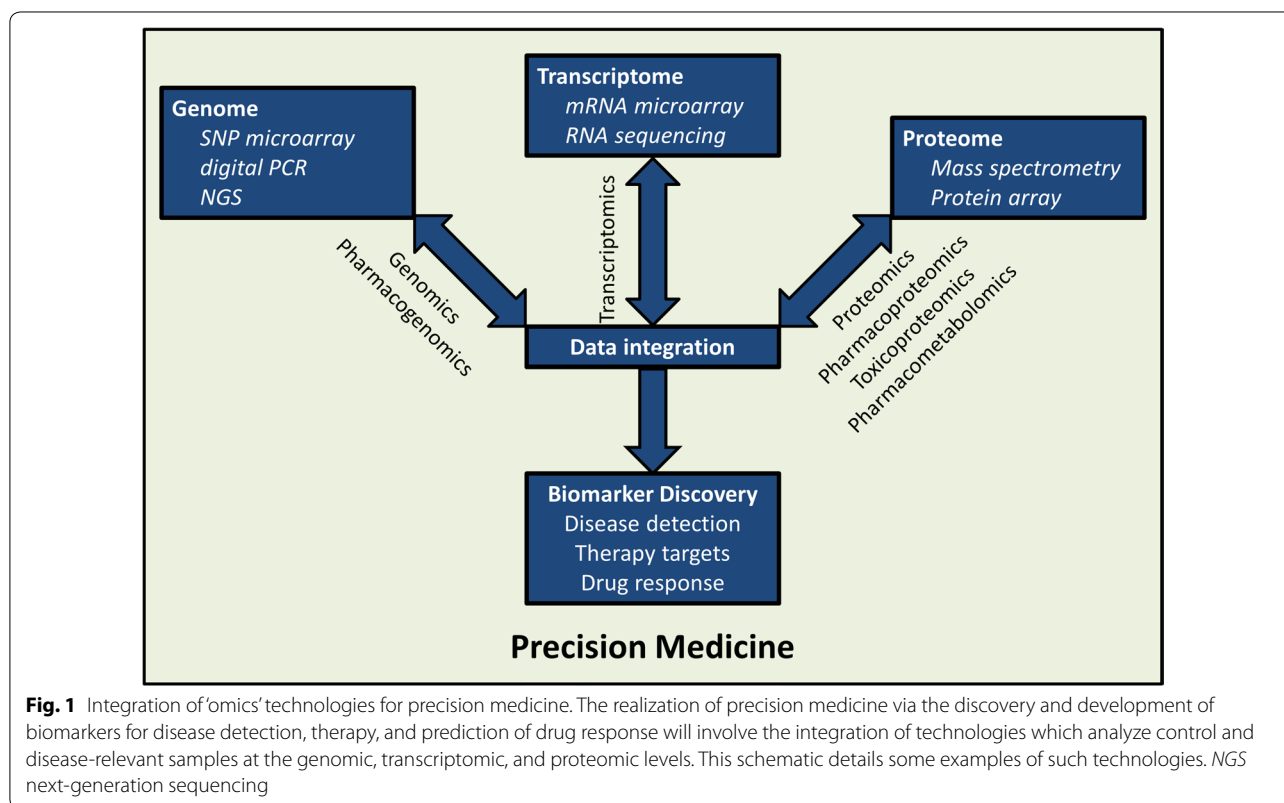 Genome
SNP microarray
digital PCR
NGS
Transcriptome
mRNA microarray
RNA sequencing
Proteome
Mass spectrometry
Protein array
Genomics
Pharmacogenomics
Transcriptomics
Proteomics
Pharmacoproteomics
Toxicoproteomics
Pharmacometabolomics
Data integration
Biomarker Discovery
Disease detection
Therapy targets
Drug response
Precision Medicine
Fig. 1 Integration of ‘omics’ technologies for precision medicine. The realization of precision medicine via the discovery and development of
biomarkers for disease detection, therapy, and prediction of drug response will involve the integration of technologies which analyze control and
disease-relevant samples at the genomic, transcriptomic, and proteomic levels. This schematic details some examples of such technologies. NGS
next-generation sequencing